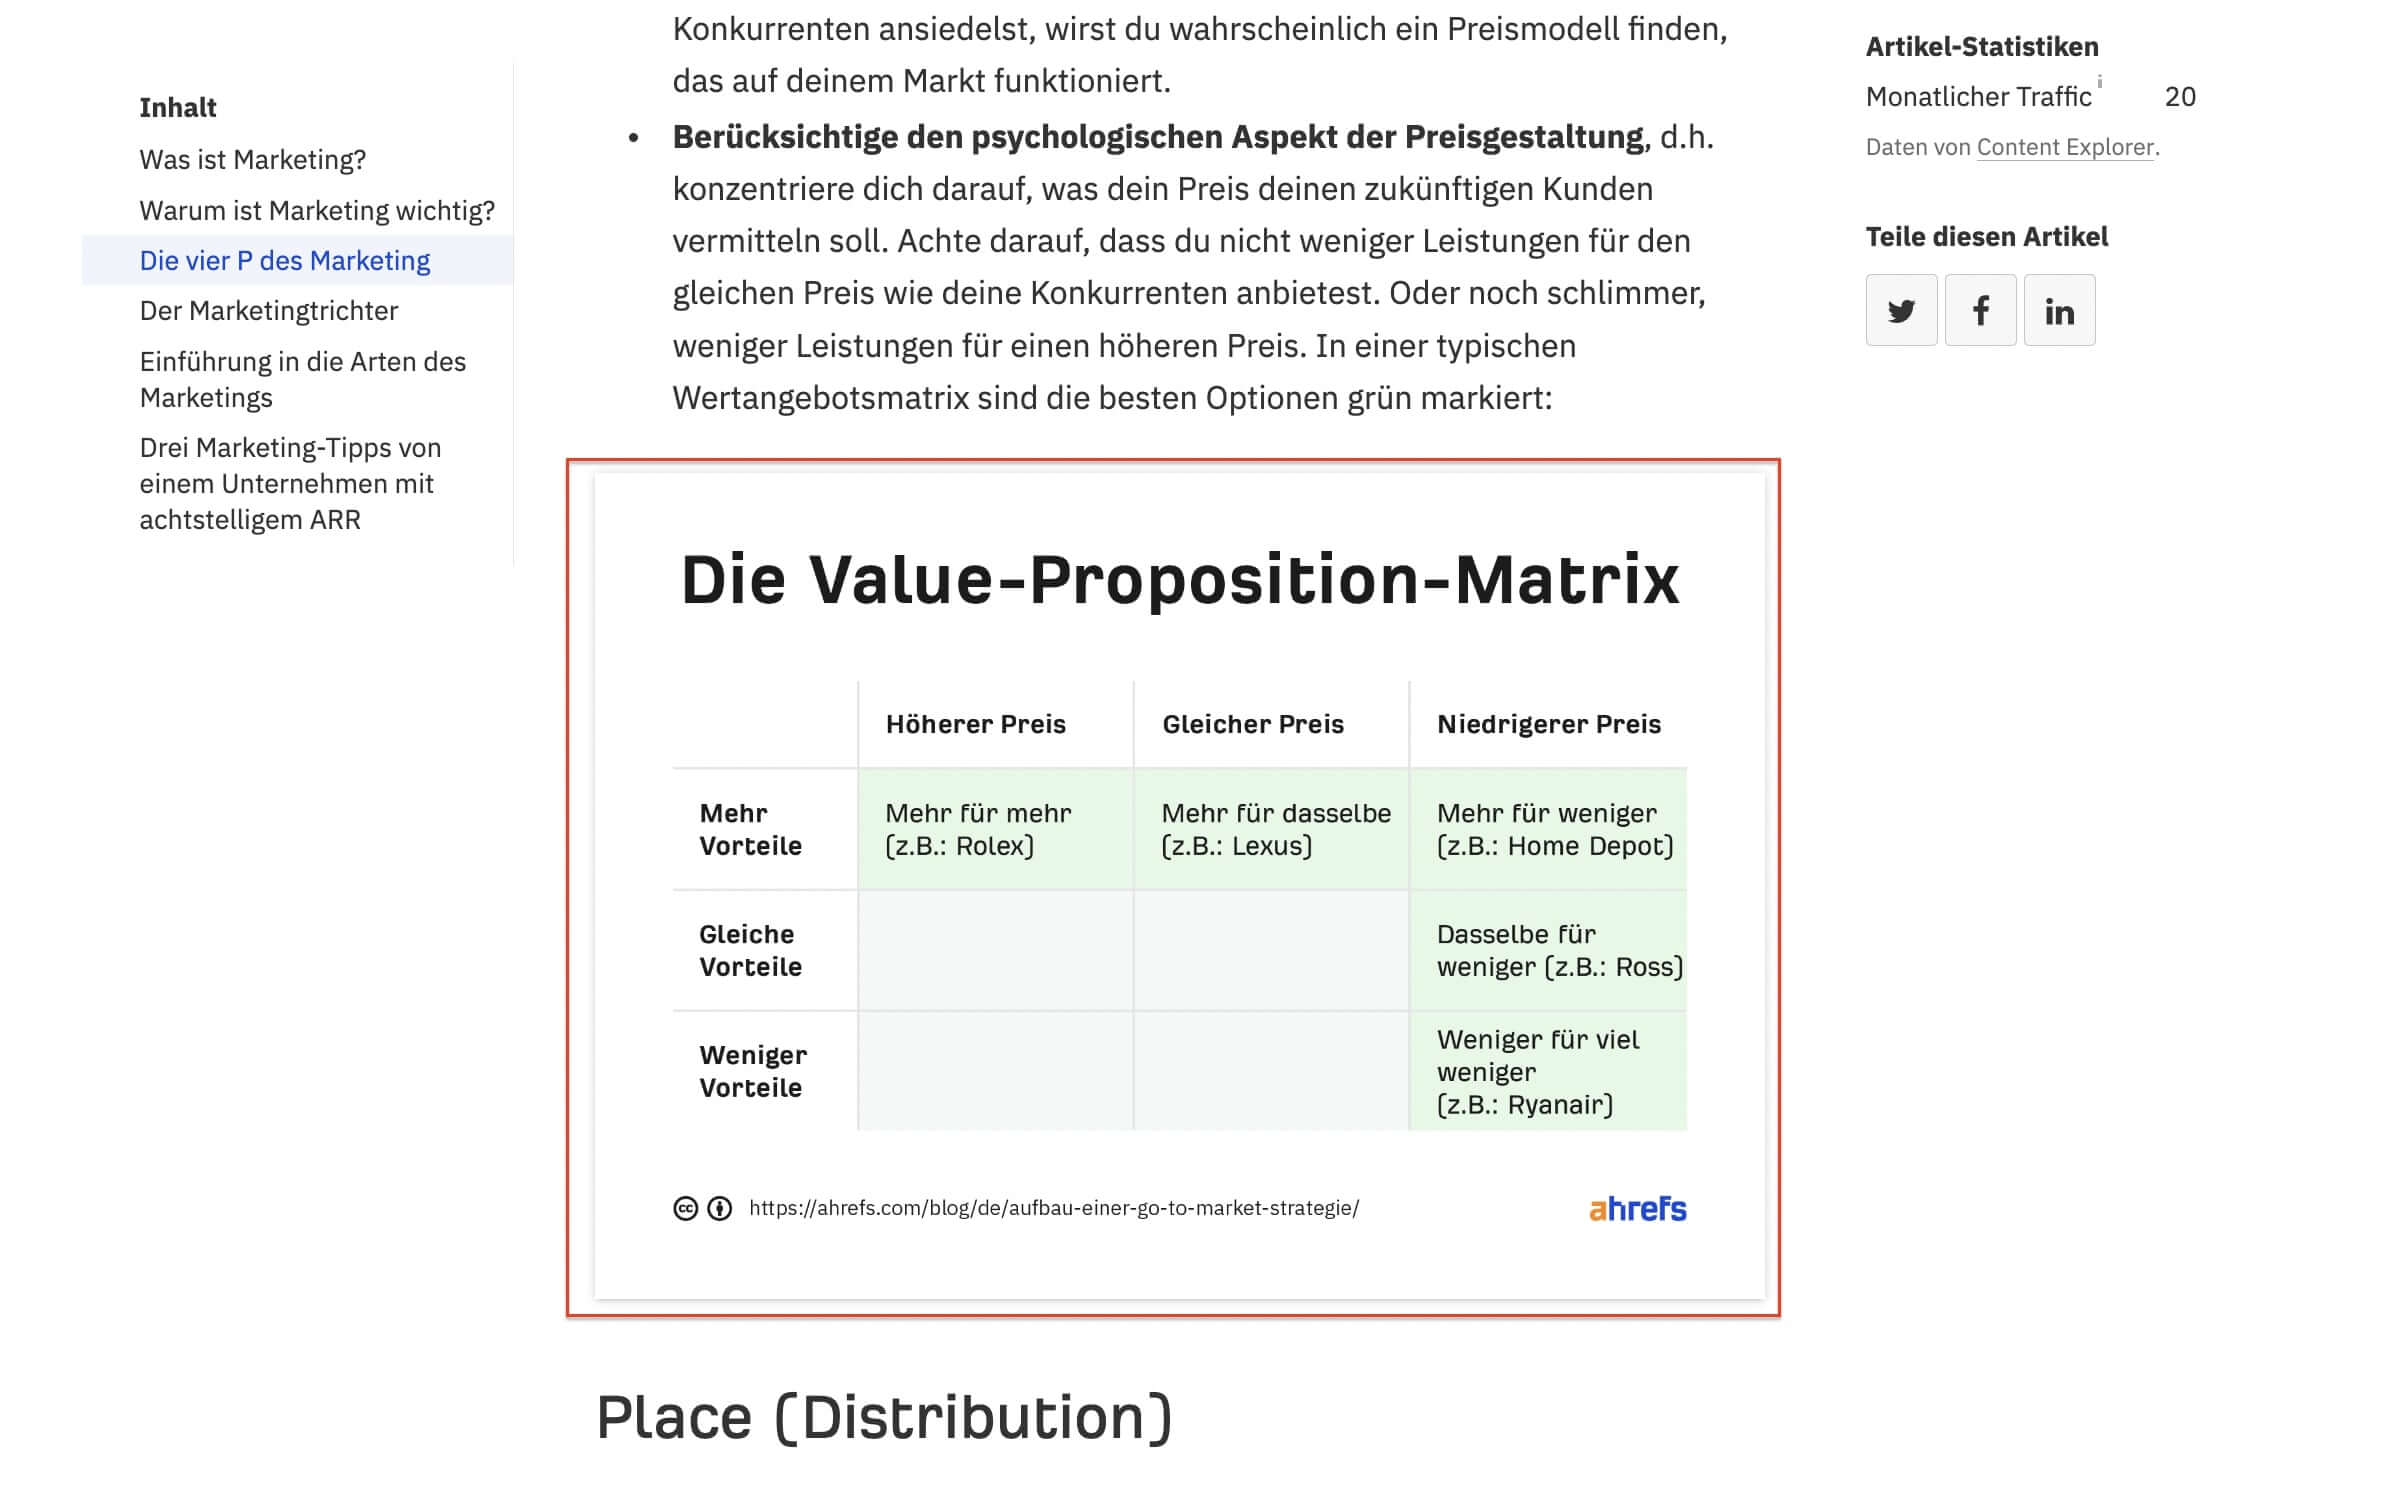 Inhalt
Was ist Marketing?
Warum ist Marketing wichtig?
Die vier P des Marketing
Der Marketingtrichter
Einführung in die Arten des
Marketings
Drei Marketing-Tipps von
einem Unternehmen mit
achtstelligem ARR
Konkurrenten ansiedelst, wirst du wahrscheinlich ein Preismodell finden,
das auf deinem Markt funktioniert.
• Berücksichtige den psychologischen Aspekt der Preisgestaltung, d.h.
konzentriere dich darauf, was dein Preis deinen zukünftigen Kunden
vermitteln soll. Achte darauf, dass du nicht weniger Leistungen für den
gleichen Preis wie deine Konkurrenten anbietest. Oder noch schlimmer,
weniger Leistungen für einen höheren Preis. In einer typischen
Wertangebotsmatrix sind die besten Optionen grün markiert:
Die Value-Proposition-Matrix
Höherer Preis Gleicher Preis Niedrigerer Preis
Mehr
Vorteile
Mehr für mehr
(z.B.: Rolex)
Mehr für dasselbe
(z.B.: Lexus)
Mehr für weniger
(z.B.: Home Depot)
Gleiche
Vorteile
Dasselbe für
weniger (z.B.: Ross)
Weniger
Vorteile
Weniger für viel
weniger
(z.B.: Ryanair)
cc https://ahrefs.com/blog/de/aufbau-einer-go-to-market-strategie/
ahrefs
Place (Distribution)
Artikel-Statistiken
Monatlicher Traffic i 20
Daten von Content Explorer.
Teile diesen Artikel
f
in